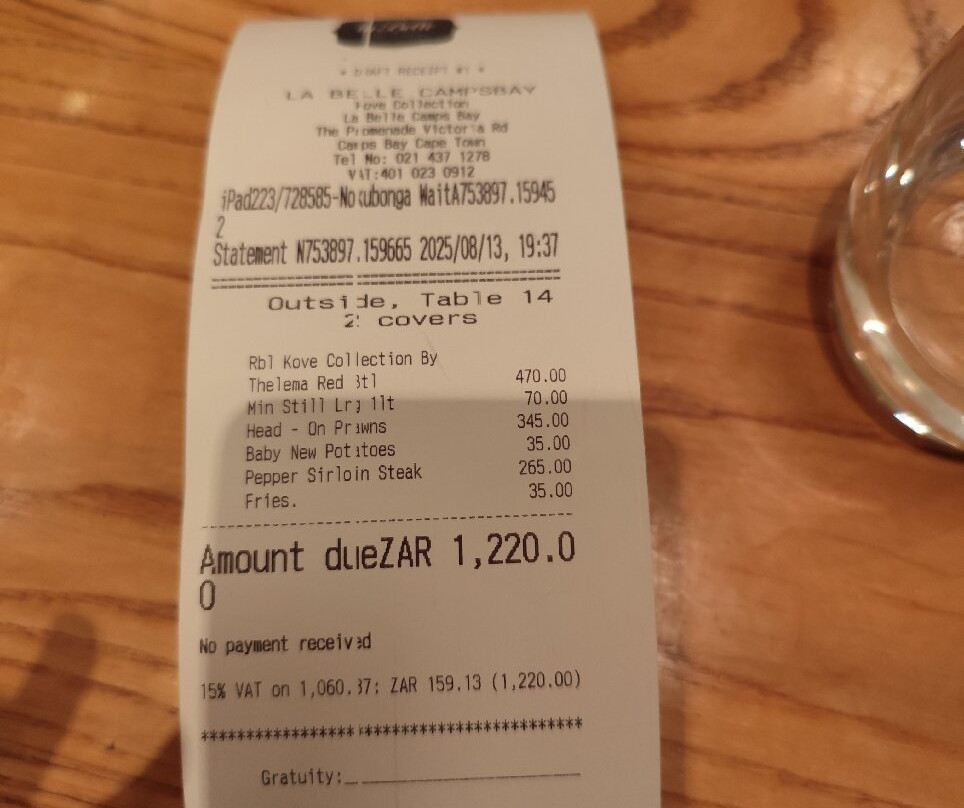 * DRAFT RECEIPT #1 *
LA BELLE CAMPSBAY
Kove Collection
La Belle Camps Bay
The Promenade Victoria Rd
Camps Bay Cape Town
Tel No: 021 437 1278
VAT:401 023 0912
iPad223/728585-Nokubonga WaitA753897.15945
2
Statement N753897.159665 2025/08/13, 19:37
Outside, Table 14
2 covers
Rbl Kove Collection By
Thelema Red Btl 470.00
Min Still Lrg 1lt 70.00
Head - On Prawns 345.00
Baby New Potatoes 35.00
Pepper Sirloin Steak 265.00
Fries. 35.00
Amount dueZAR 1,220.0
0
No payment received
15% VAT on 1,060.87: ZAR 159.13 (1,220.00)
******************************************
Gratuity: